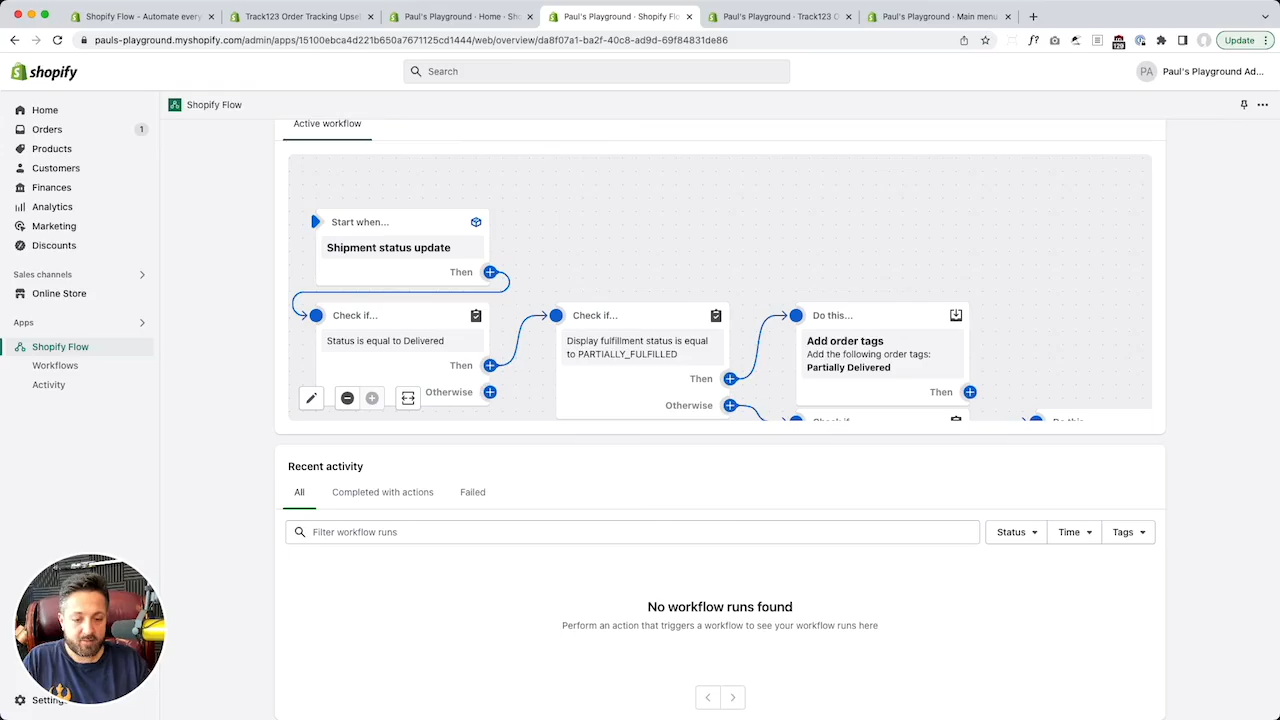 Shopify Flow - Automate every
Track123 Order Tracking Upsel
Paul's Playground · Home · Sho
Paul's Playground · Shopify Flo
Paul's Playground · Track123 O
Paul's Playground · Main menu
pauls-playground.myshopify.com/admin/apps/15100ebca4d221b650a7671125cd1444/web/overview/da8f07a1-ba2f-40c8-ad9d-69f84831de86
Update
shopify
Search
PA
Paul's Playground Ad...
Home
Orders
1
Products
Customers
Finances
Analytics
Marketing
Discounts
Sales channels
Online Store
Apps
Shopify Flow
Workflows
Activity
Shopify Flow
Active workflow
Start when...
Shipment status update
Then
Check if...
Status is equal to Delivered
Then
Otherwise
Check if...
Display fulfillment status is equal
to PARTIALLY_FULFILLED
Then
Otherwise
Do this...
Add order tags
Add the following order tags:
Partially Delivered
Then
Recent activity
All
Completed with actions
Failed
Filter workflow runs
Status
Time
Tags
No workflow runs found
Perform an action that triggers a workflow to see your workflow runs here